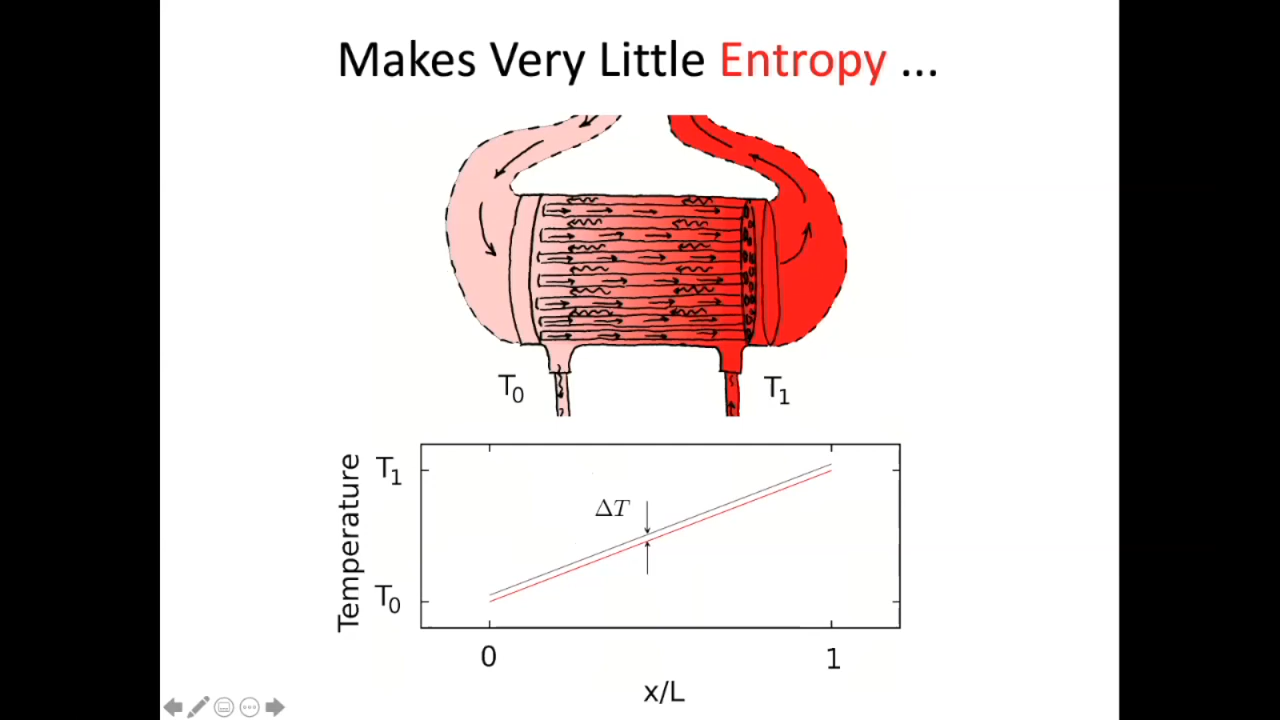 Makes Very Little Entropy ...
T0
T1
Temperature
T1
ΔT
T0
0
1
x/L